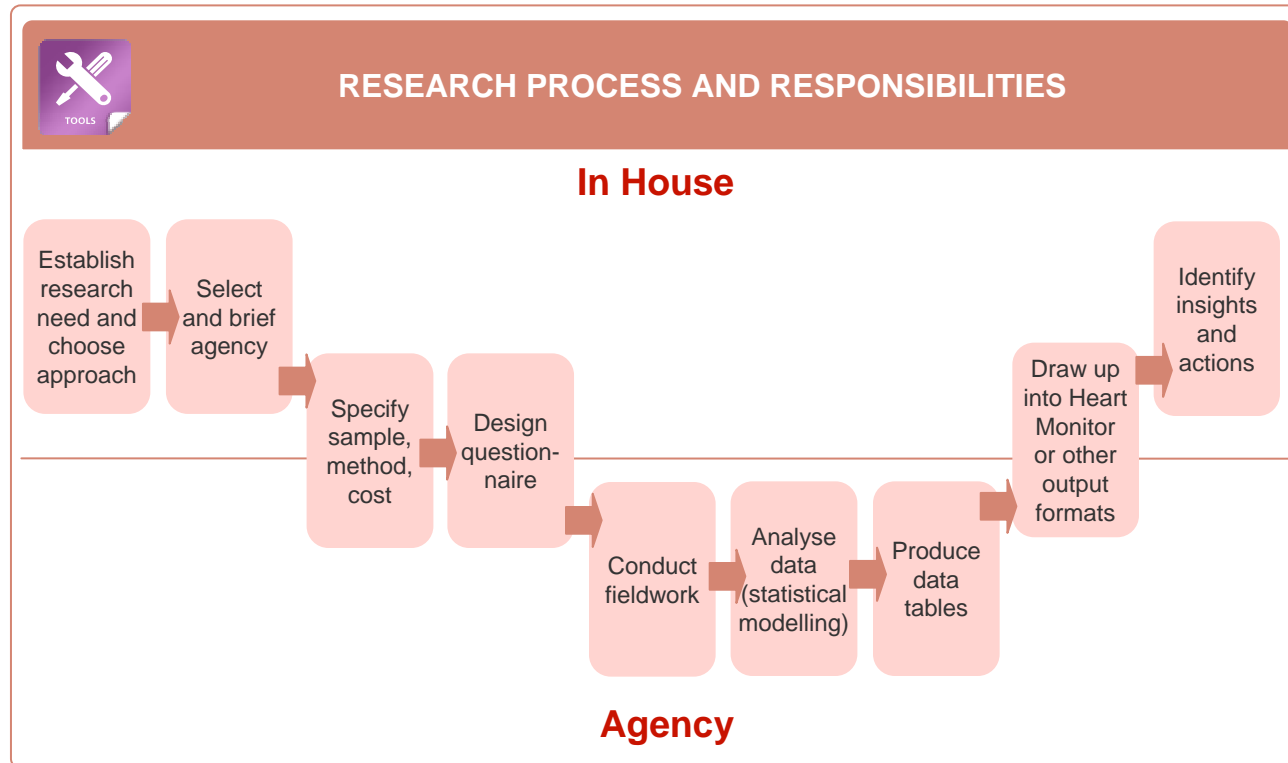 TOOLS
RESEARCH PROCESS AND RESPONSIBILITIES
In House
Establish
research
need and
choose
approach
Select
and brief
agency
Specify
sample,
method,
cost
Design
question-
naire
Conduct
fieldwork
Analyse
data
(statistical
modelling)
Produce
data
tables
Draw up
into Heart
Monitor
or other
output
formats
Identify
insights
and
actions
Agency